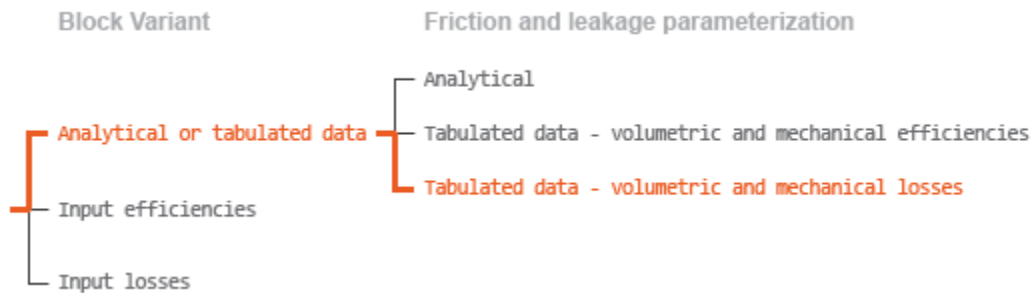 Block Variant
Friction and leakage parameterization
Analytical
Analytical or tabulated data
Tabulated data - volumetric and mechanical efficiencies
Tabulated data - volumetric and mechanical losses
Input efficiencies
Input losses